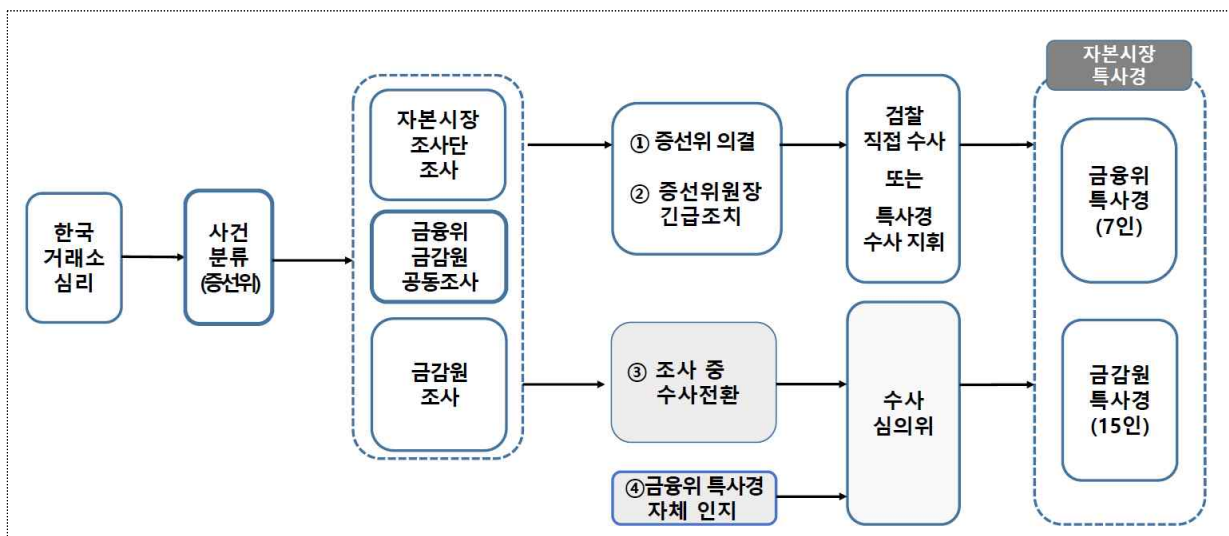 한국
거래소
심리
사건
분류
(증선위)
자본시장
조사단
조사
금융위
금감원
공동조사
금감원
조사
① 증선위 의결
② 증선위원장
긴급조치
③ 조사 중
수사전환
④금융위 특사경
자체 인지
검찰
직접 수사
또는
특사경
수사 지휘
수사
심의위
자본시장
특사경
금융위
특사경
(7인)
금감원
특사경
(15인)